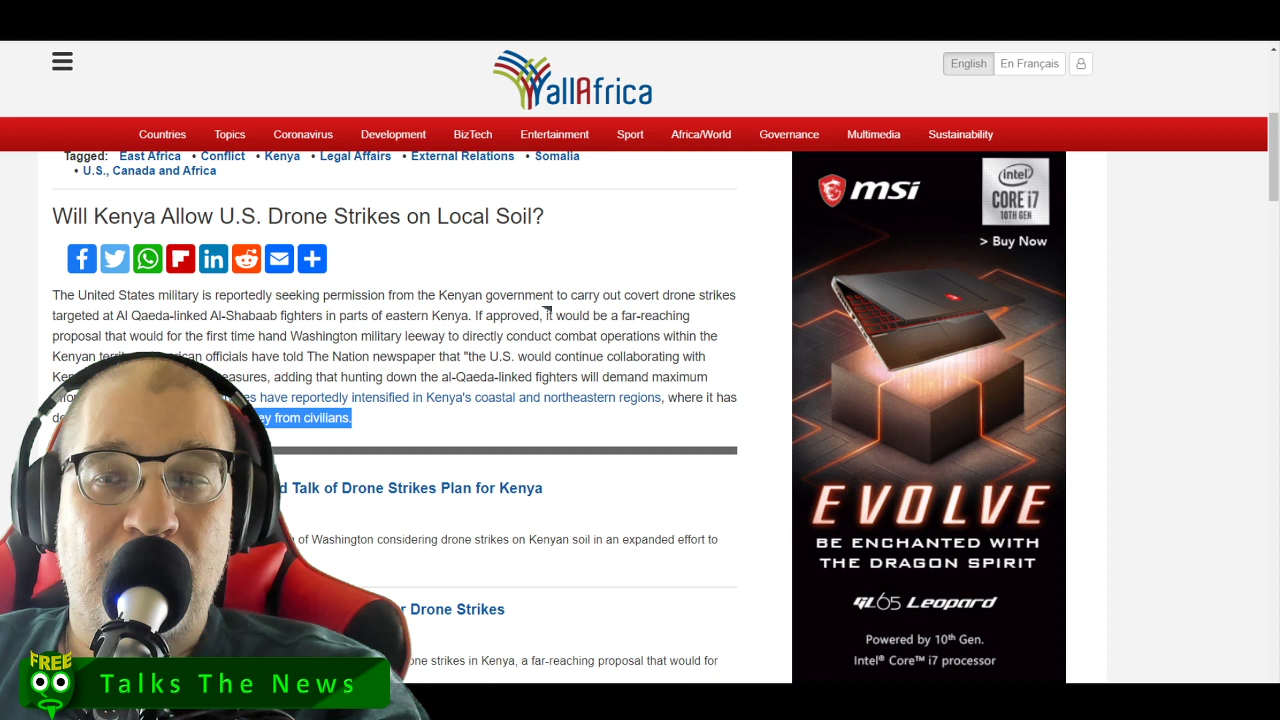 English
En Français
allAfrica
Countries
Topics
Coronavirus
Development
BizTech
Entertainment
Sport
Africa/World
Governance
Multimedia
Sustainability
Tagged: East Africa • Conflict • Kenya • Legal Affairs • External Relations • Somalia
• U.S., Canada and Africa
Will Kenya Allow U.S. Drone Strikes on Local Soil?
The United States military is reportedly seeking permission from the Kenyan government to carry out covert drone strikes
targeted at Al Qaeda-linked Al-Shabaab fighters in parts of eastern Kenya. If approved, it would be a far-reaching
proposal that would for the first time hand Washington military leeway to directly conduct combat operations within the
Kenyan officials have told The Nation newspaper that "the U.S. would continue collaborating with
adding that hunting down the al-Qaeda-linked fighters will demand maximum
have reportedly intensified in Kenya's coastal and northeastern regions, where it has
from civilians.
Talk of Drone Strikes Plan for Kenya
of Washington considering drone strikes on Kenyan soil in an expanded effort to
Drone Strikes
strikes in Kenya, a far-reaching proposal that would for
msi
intel
CORE i7
10TH GEN
> Buy Now
EVOLVE
BE ENCHANTED WITH
THE DRAGON SPIRIT
GL65 Leopard
Powered by 10th Gen.
Intel® Core™ i7 processor
FREE
Talks The News